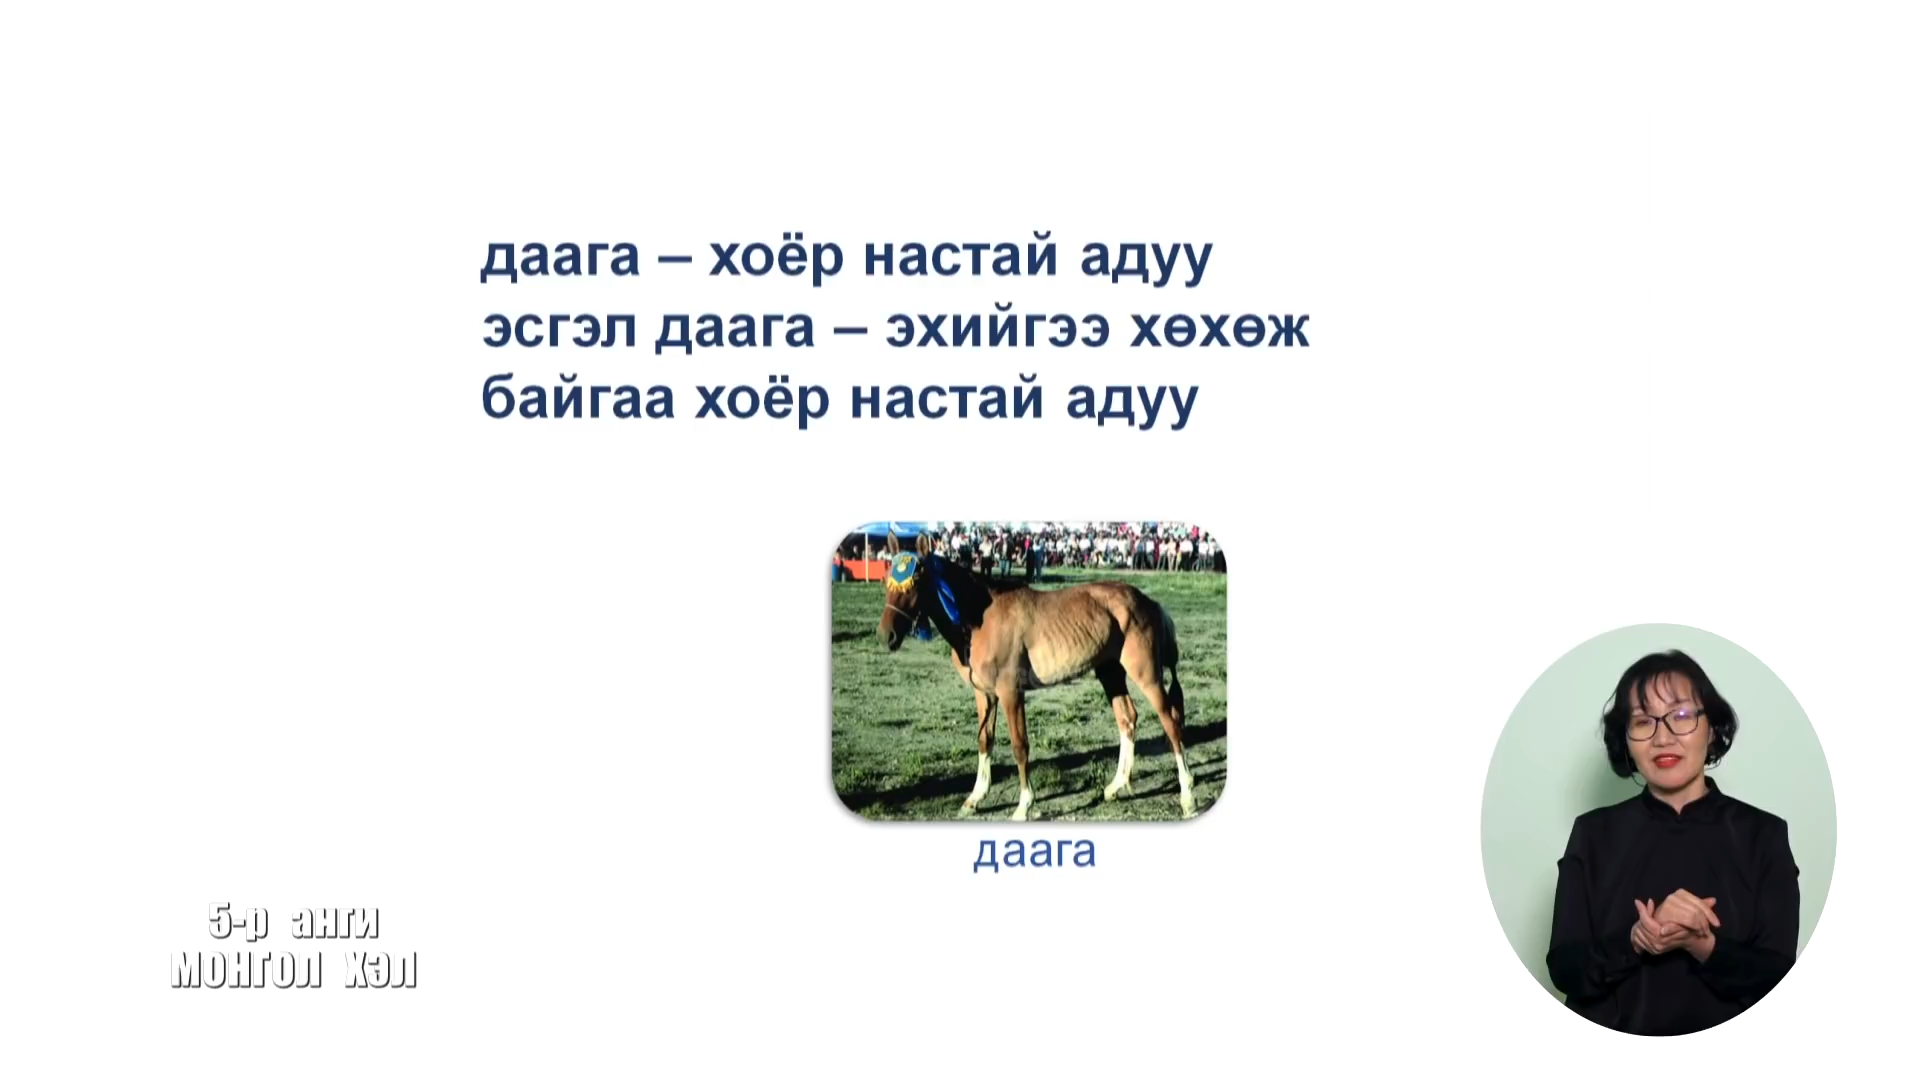 даага – хоёр настай адуу
эсгэл даага – эхийгээ хөхөж
байгаа хоёр настай адуу
даага
5-р анги
МОНГОЛ ХЭЛ